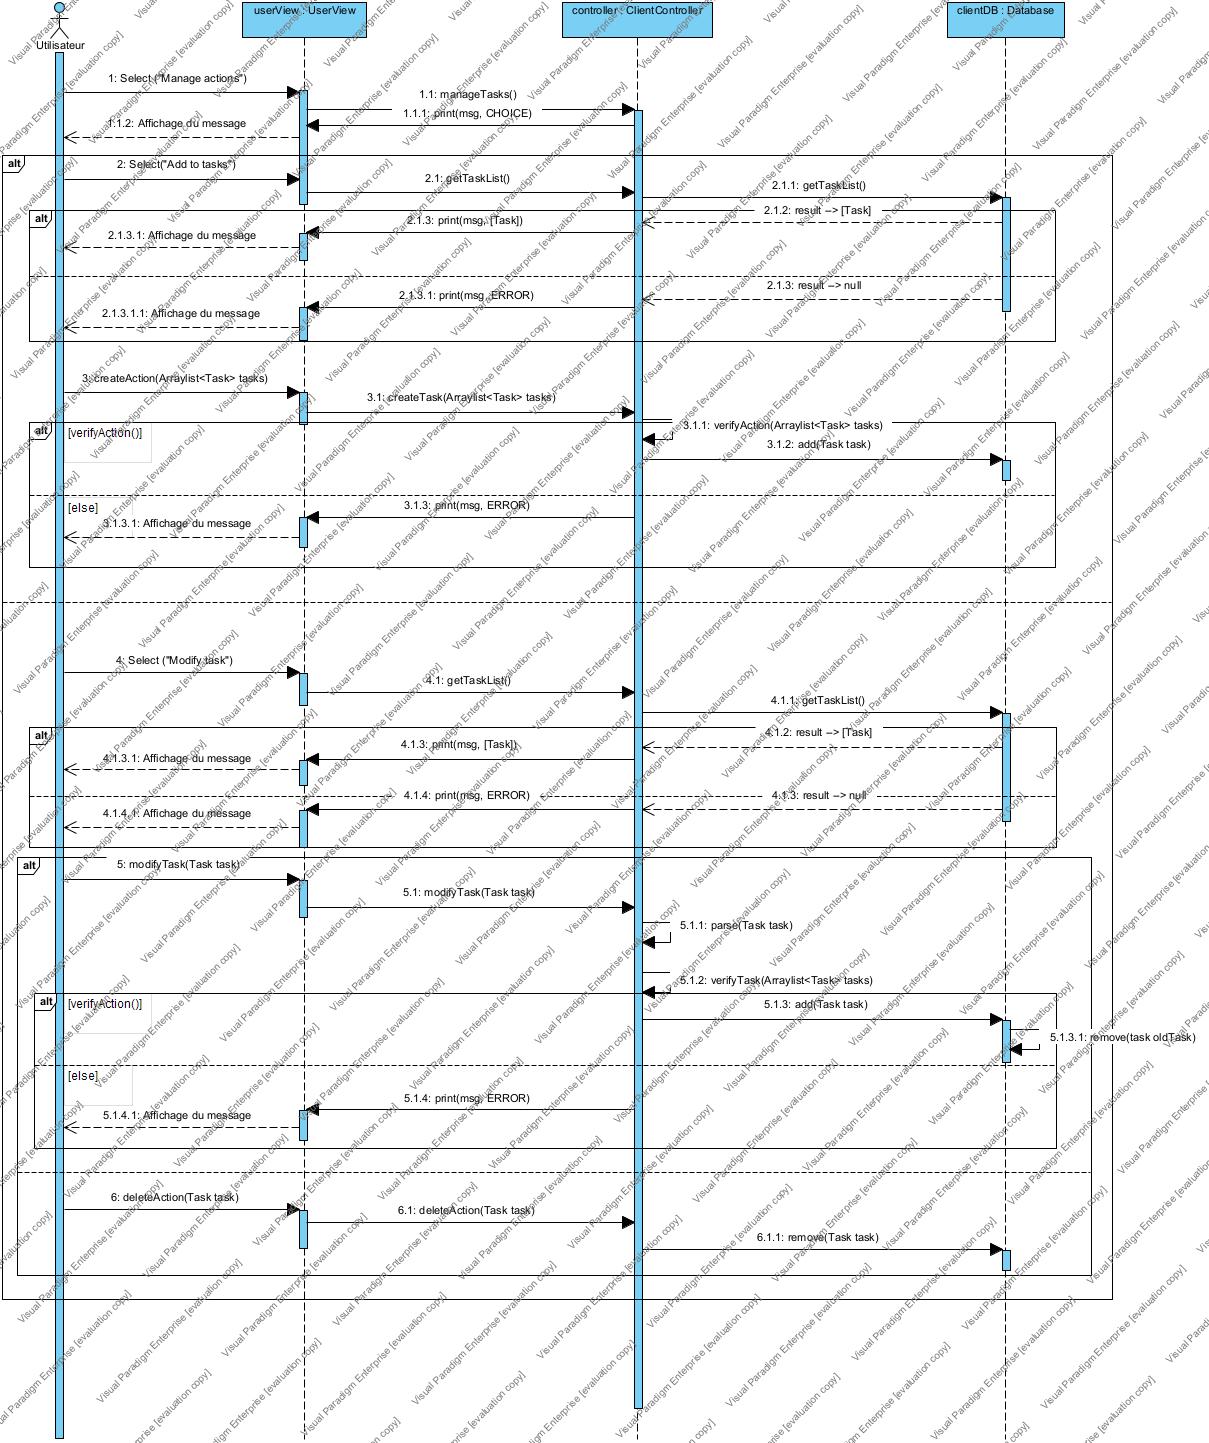 userView : UserView
controller : ClientController
clientDB : Database
Utilisateur
1: Select ("Manage actions")
1.1: manageTasks()
1.1.1: print(msg, CHOICE)
1.1.2: Affichage du message
alt
2: Select("Add to tasks")
2.1: getTaskList()
2.1.1: getTaskList()
alt
2.1.2: result --> [Task]
2.1.3: print(msg, [Task])
2.1.3.1: Affichage du message
2.1.3: result --> null
2.1.3.1: print(msg, ERROR)
2.1.3.1.1: Affichage du message
3: createAction(Arraylist<Task> tasks)
3.1: createTask(Arraylist<Task> tasks)
alt
[verifyAction()]
3.1.1: verifyAction(Arraylist<Task> tasks)
3.1.2: add(Task task)
[else]
3.1.3: print(msg, ERROR)
3.1.3.1: Affichage du message
4: Select ("Modify task")
4.1: getTaskList()
4.1.1: getTaskList()
alt
4.1.2: result --> [Task]
4.1.3: print(msg, [Task])
4.1.3.1: Affichage du message
4.1.4: print(msg, ERROR)
4.1.3: result --> null
4.1.4.1: Affichage du message
alt
5: modifyTask(Task task)
5.1: modifyTask(Task task)
5.1.1: parse(Task task)
5.1.2: verifyTask(Arraylist<Task> tasks)
alt
[verifyAction()]
5.1.3: add(Task task)
5.1.3.1: remove(task oldTask)
[else]
5.1.4: print(msg, ERROR)
5.1.4.1: Affichage du message
6: deleteAction(Task task)
6.1: deleteAction(Task task)
6.1.1: remove(Task task)
Visual Paradigm Enterprise [evaluation copy]